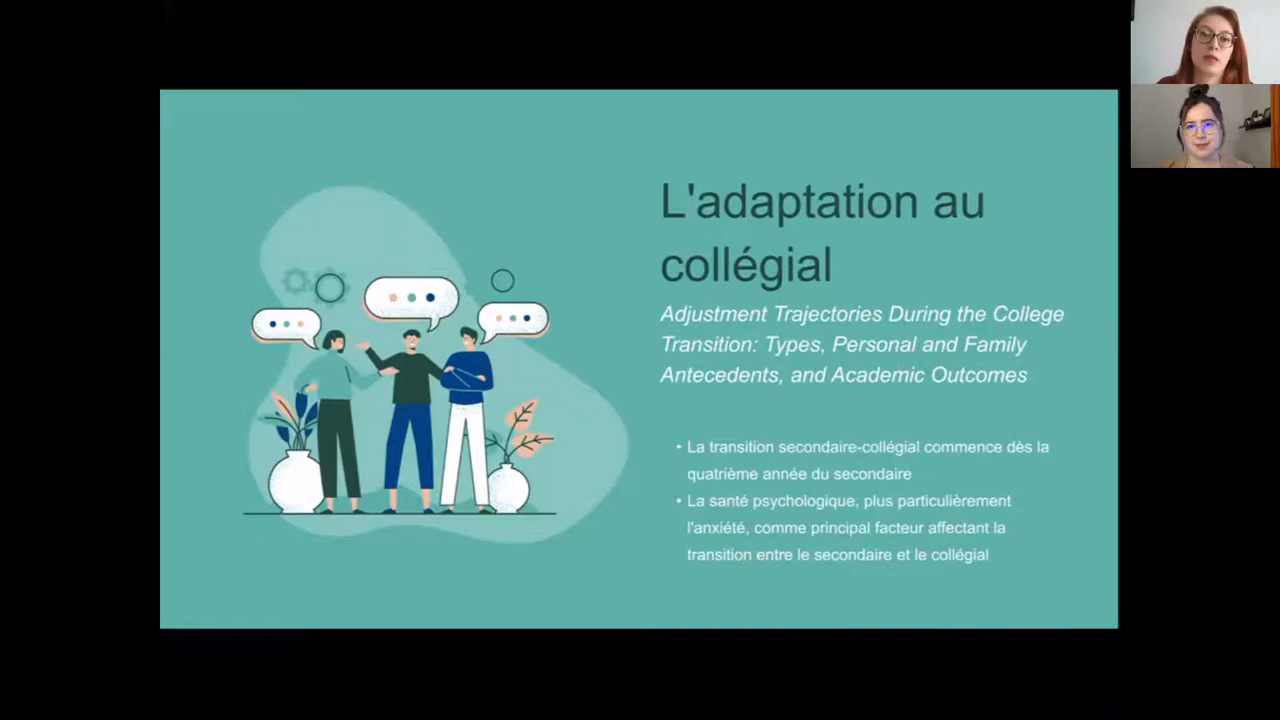 L'adaptation au
collégial
Adjustment Trajectories During the College
Transition: Types, Personal and Family
Antecedents, and Academic Outcomes
• La transition secondaire-collégial commence dès la
quatrième année du secondaire
• La santé psychologique, plus particulièrement
l'anxiété, comme principal facteur affectant la
transition entre le secondaire et le collégial